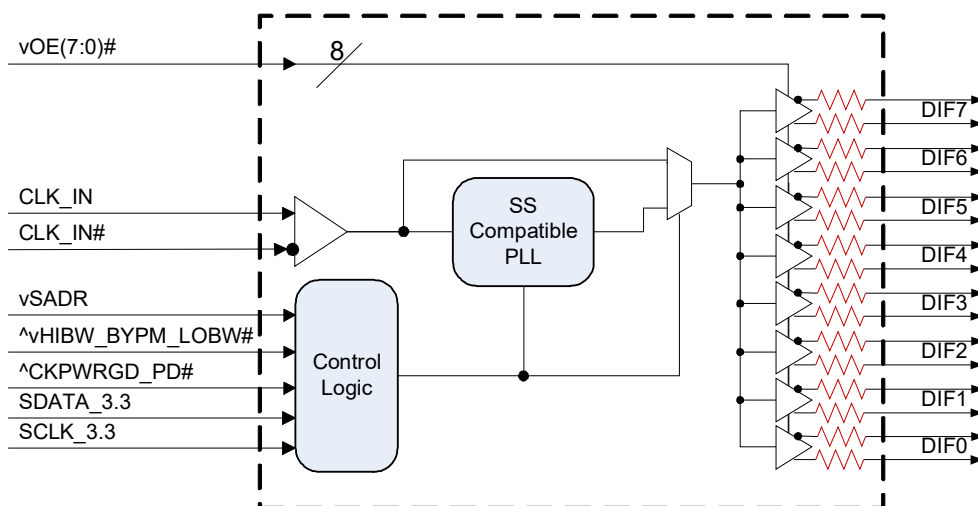 vOE(7:0)#
8
DIF7
DIF6
CLK_IN
CLK_IN#
SS
Compatible
PLL
DIF5
DIF4
vSADR
^vHIBW_BYPM_LOBW#
^CKPWRGD_PD#
SDATA_3.3
SCLK_3.3
Control
Logic
DIF3
DIF2
DIF1
DIF0